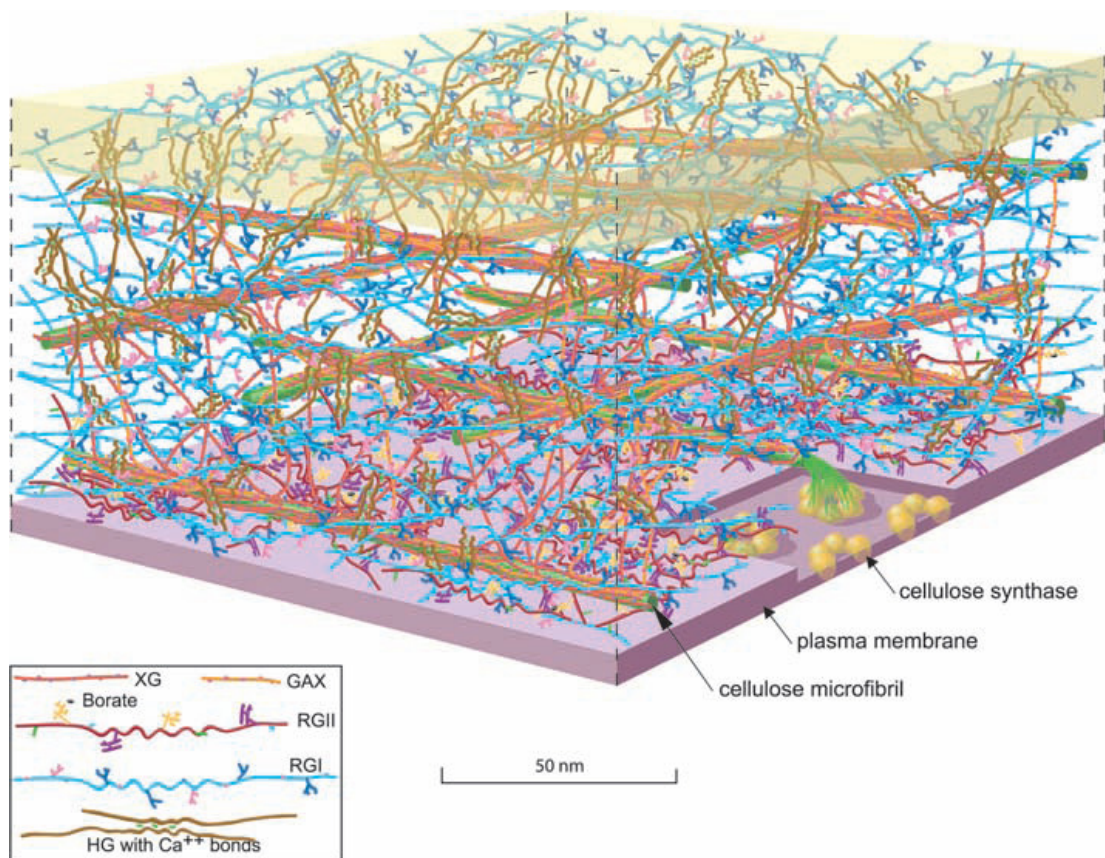 cellulose synthase
plasma membrane
cellulose microfibril
XG
GAX
Borate
RGII
RGI
HG with Ca++ bonds
50 nm